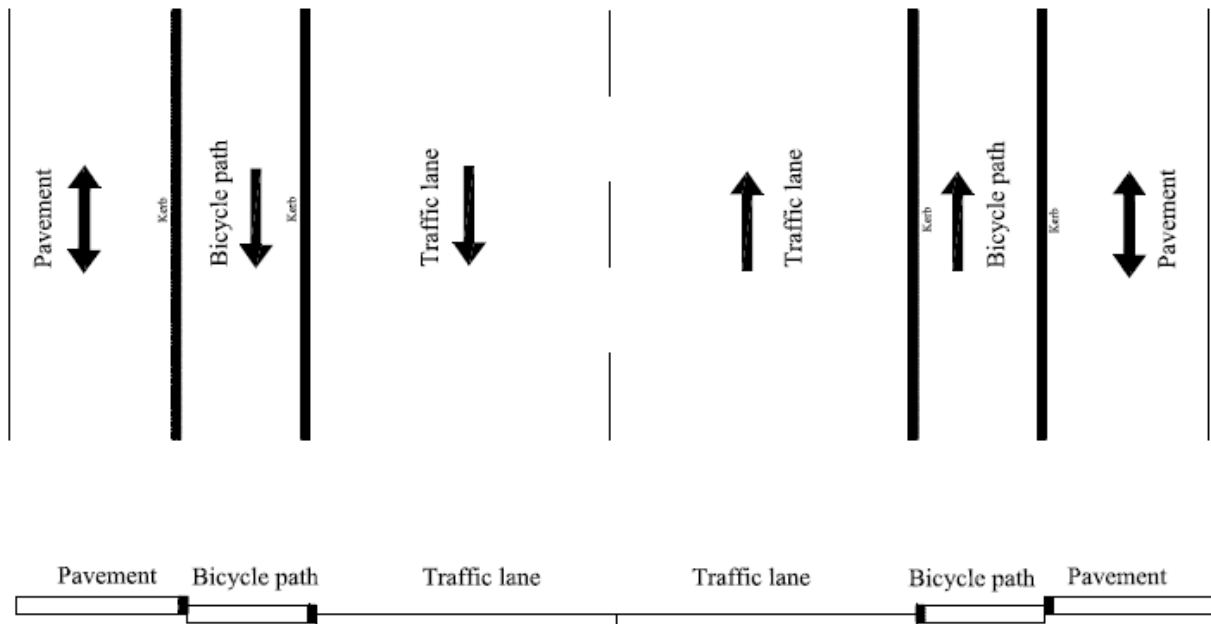 Pavement
Kerb
Bicycle path
Kerb
Traffic lane
Traffic lane
Kerb
Bicycle path
Kerb
Pavement
Pavement
Bicycle path
Traffic lane
Traffic lane
Bicycle path
Pavement